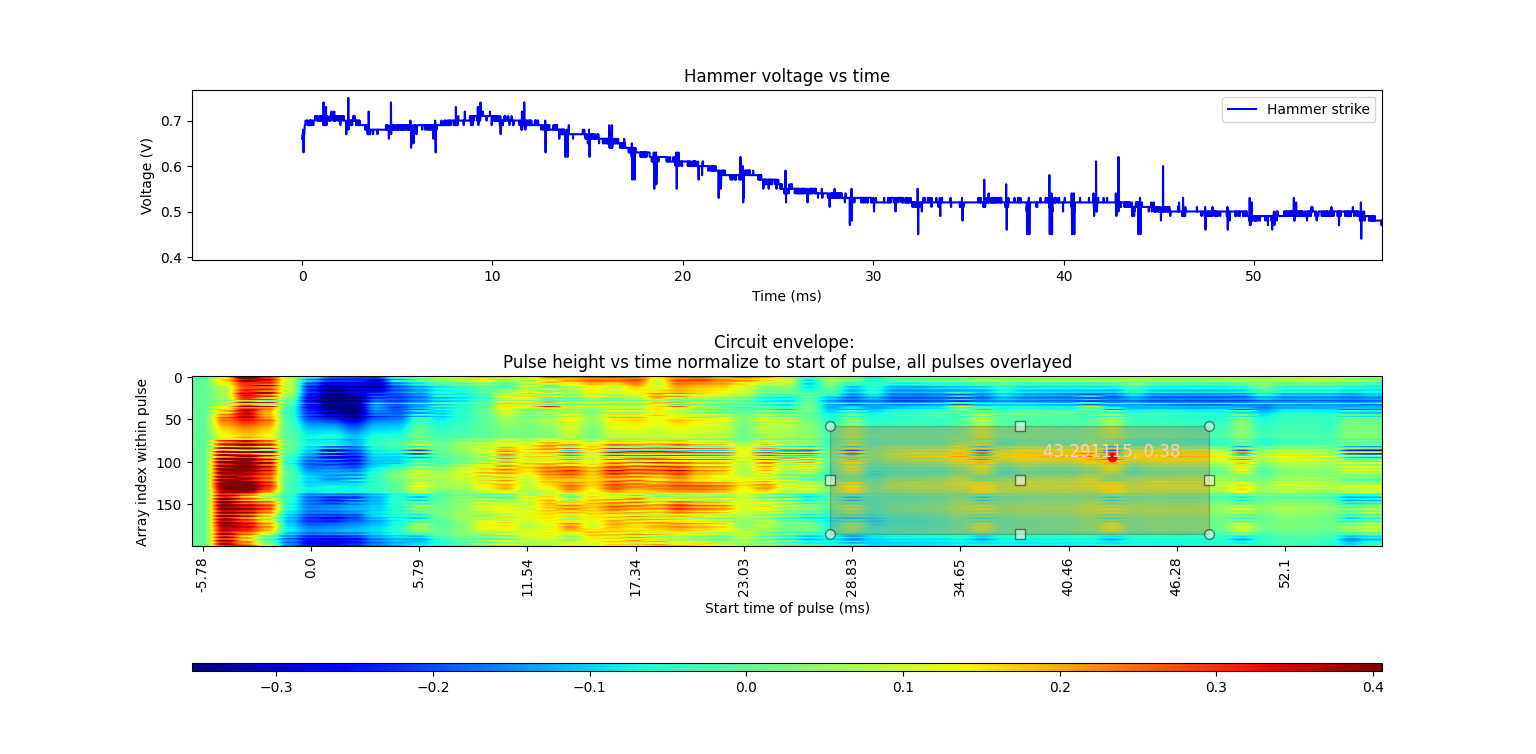 Hammer voltage vs time
Hammer strike
0.7
0.6
0.5
0.4
Voltage (V)
0 10 20 30 40 50
Time (ms)
Circuit envelope:
Pulse height vs time normalize to start of pulse, all pulses overlayed
0
50
100
150
Array index within pulse
43.291115, 0.38
-5.78 0.0 5.79 11.54 17.34 23.03 28.83 34.65 40.46 46.28 52.1
Start time of pulse (ms)
−0.3 −0.2 −0.1 0.0 0.1 0.2 0.3 0.4